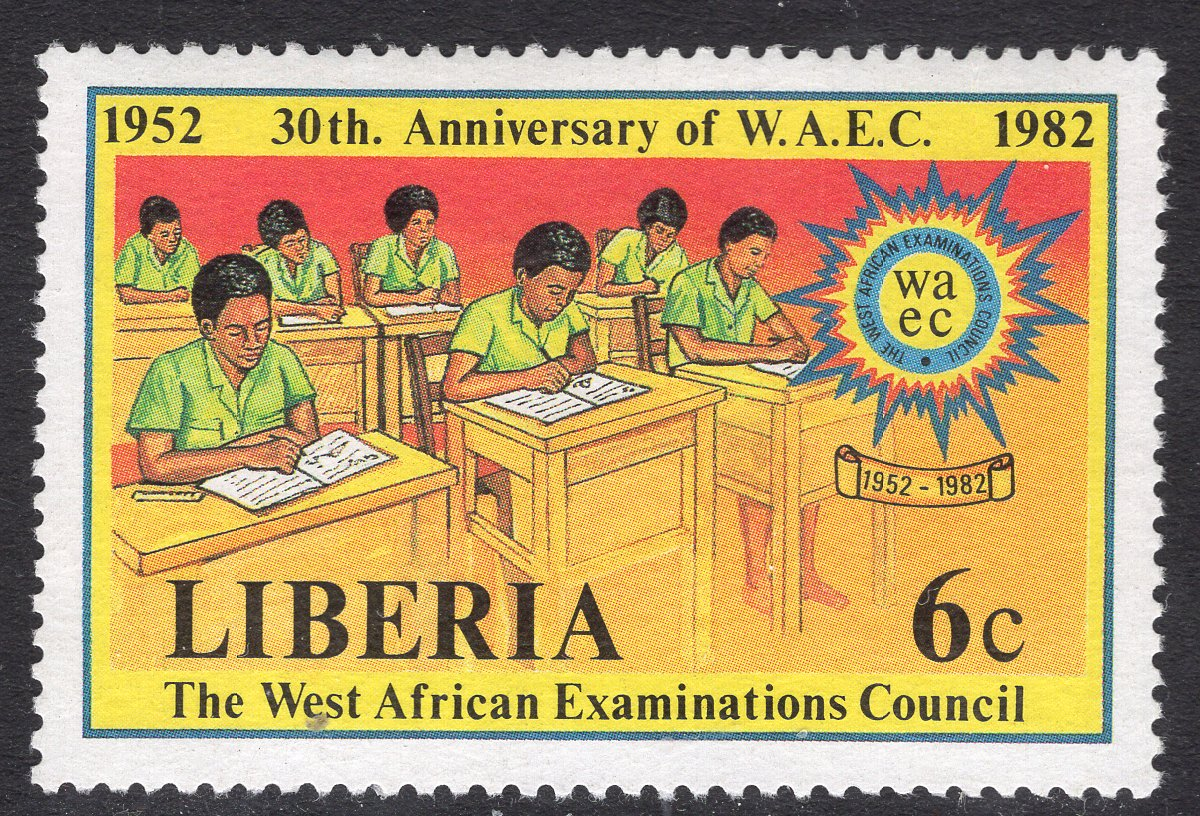 1952 30th. Anniversary of W.A.E.C. 1982
THE WEST AFRICAN EXAMINATIONS COUNCIL
wa
ec
1952 - 1982
LIBERIA 6c
The West African Examinations Council